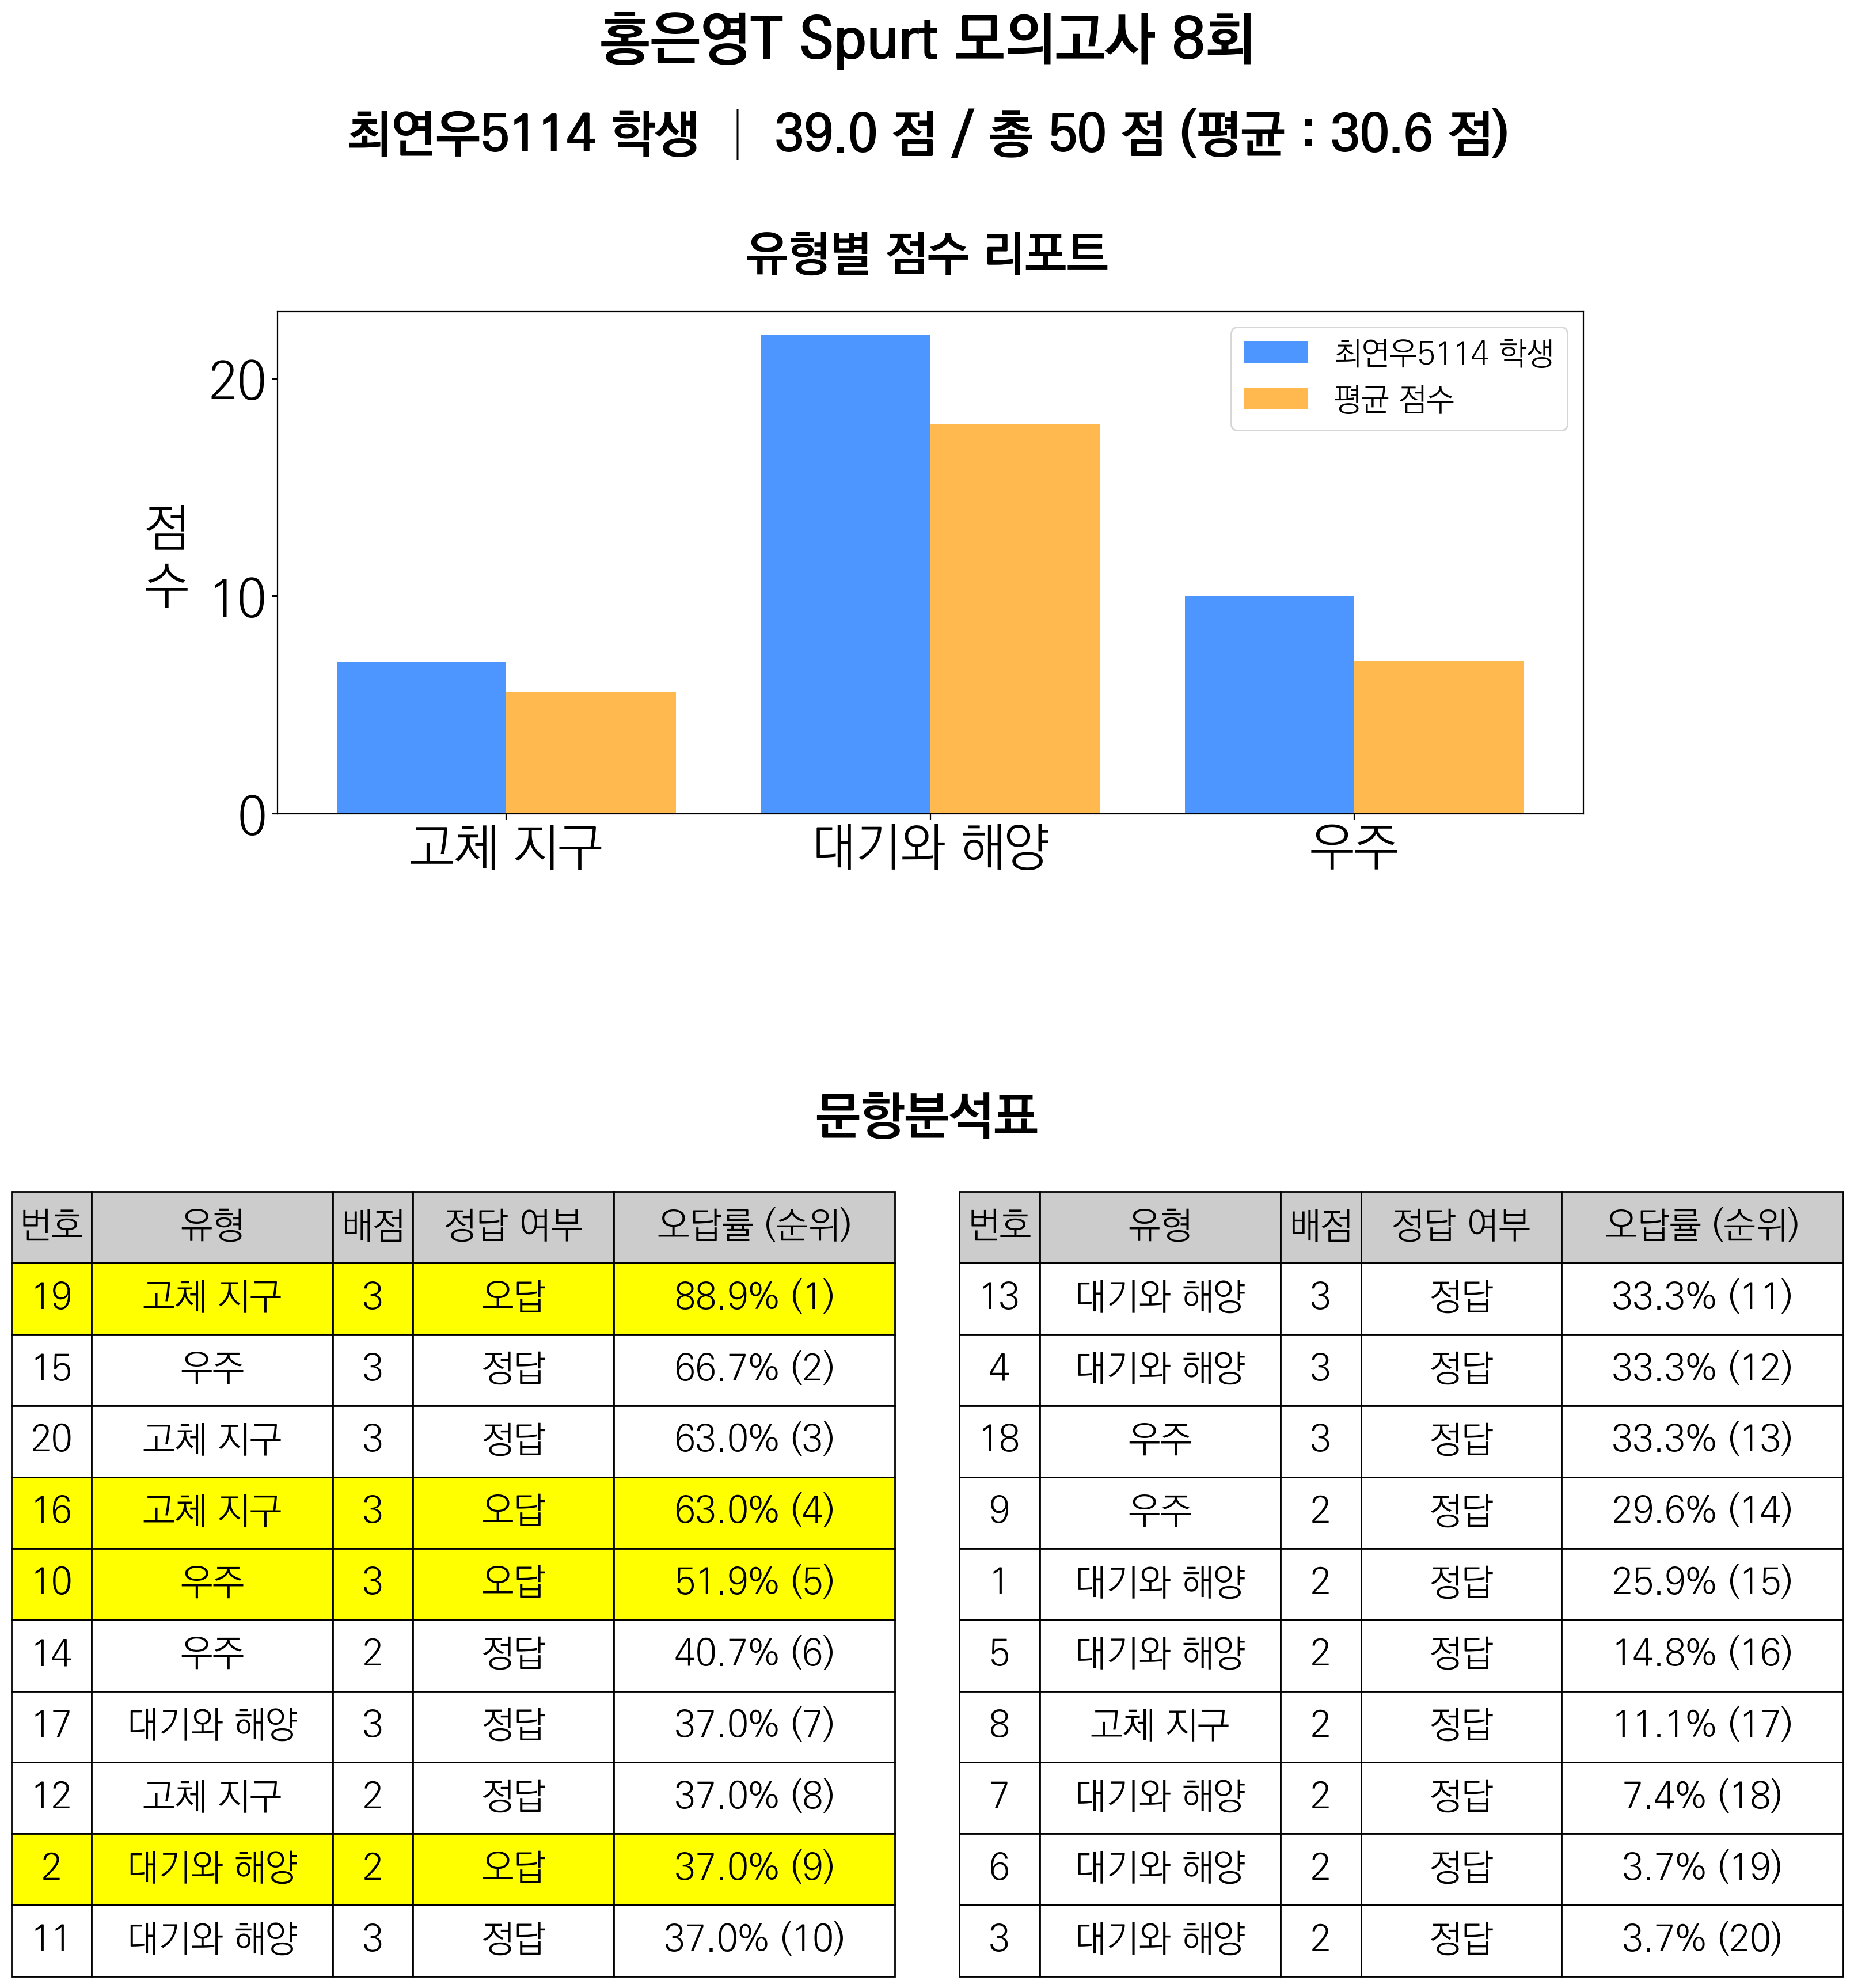 홍은영T Spurt 모의고사 8회
최연우5114 학생 | 39.0 점 / 총 50 점 (평균 : 30.6 점)
유형별 점수 리포트
최연우5114 학생
평균 점수
점
수
20
10
0
고체 지구 대기와 해양 우주
문항분석표
번호 유형 배점 정답 여부 오답률 (순위)
19 고체 지구 3 오답 88.9% (1)
15 우주 3 정답 66.7% (2)
20 고체 지구 3 정답 63.0% (3)
16 고체 지구 3 오답 63.0% (4)
10 우주 3 오답 51.9% (5)
14 우주 2 정답 40.7% (6)
17 대기와 해양 3 정답 37.0% (7)
12 고체 지구 2 정답 37.0% (8)
2 대기와 해양 2 오답 37.0% (9)
11 대기와 해양 3 정답 37.0% (10)
번호 유형 배점 정답 여부 오답률 (순위)
13 대기와 해양 3 정답 33.3% (11)
4 대기와 해양 3 정답 33.3% (12)
18 우주 3 정답 33.3% (13)
9 우주 2 정답 29.6% (14)
1 대기와 해양 2 정답 25.9% (15)
5 대기와 해양 2 정답 14.8% (16)
8 고체 지구 2 정답 11.1% (17)
7 대기와 해양 2 정답 7.4% (18)
6 대기와 해양 2 정답 3.7% (19)
3 대기와 해양 2 정답 3.7% (20)